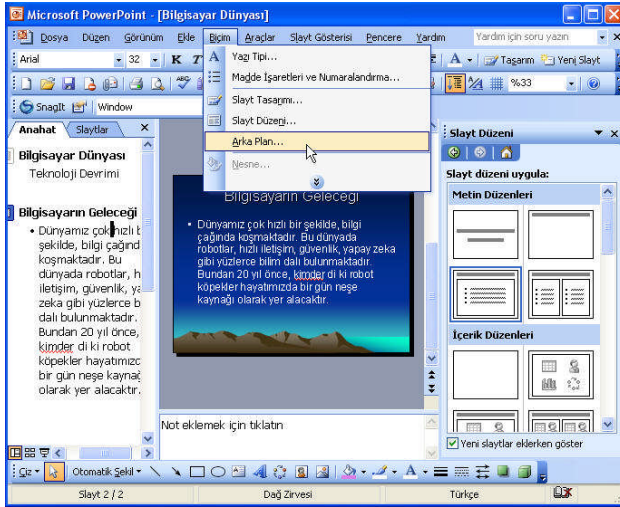 Microsoft PowerPoint - [Bilgisayar Dünyası]
Dosya Düzen Görünüm Ekle Biçim Araçlar Slayt Gösterisi Pencere Yardım Yardım için soru yazın
Arial 32 K T A Tasarım Yeni Slayt
%33
SnagIt Window
Yazı Tipi...
Madde İşaretleri ve Numaralandırma...
Slayt Tasarımı...
Slayt Düzeni...
Arka Plan...
Nesne...
Anahat Slaytlar
Bilgisayar Dünyası
Teknoloji Devrimi
Bilgisayarın Geleceği
• Dünyamız çok hızlı b
şekilde, bilgi çağınd
koşmaktadır. Bu
dünyada robotlar, h
iletişim, güvenlik, ya
zeka gibi yüzlerce b
dalı bulunmaktadır.
Bundan 20 yıl önce,
kimder di ki robot
köpekler hayatımızd
bir gün neşe kaynağ
olarak yer alacaktır.
Bilgisayarın Geleceği
• Dünyamız çok hızlı bir şekilde, bilgi
çağında koşmaktadır. Bu dünyada
robotlar, hızlı iletişim, güvenlik, yapay zeka
gibi yüzlerce bilim dalı bulunmaktadır.
Bundan 20 yıl önce, kimder di ki robot
köpekler hayatımızda bir gün neşe
kaynağı olarak yer alacaktır.
Not eklemek için tıklatın
Slayt Düzeni
Slayt düzeni uygula:
Metin Düzenleri
İçerik Düzenleri
Yeni slaytlar eklerken göster
Çiz Otomatik Şekil
Slayt 2 / 2 Dağ Zirvesi Türkçe